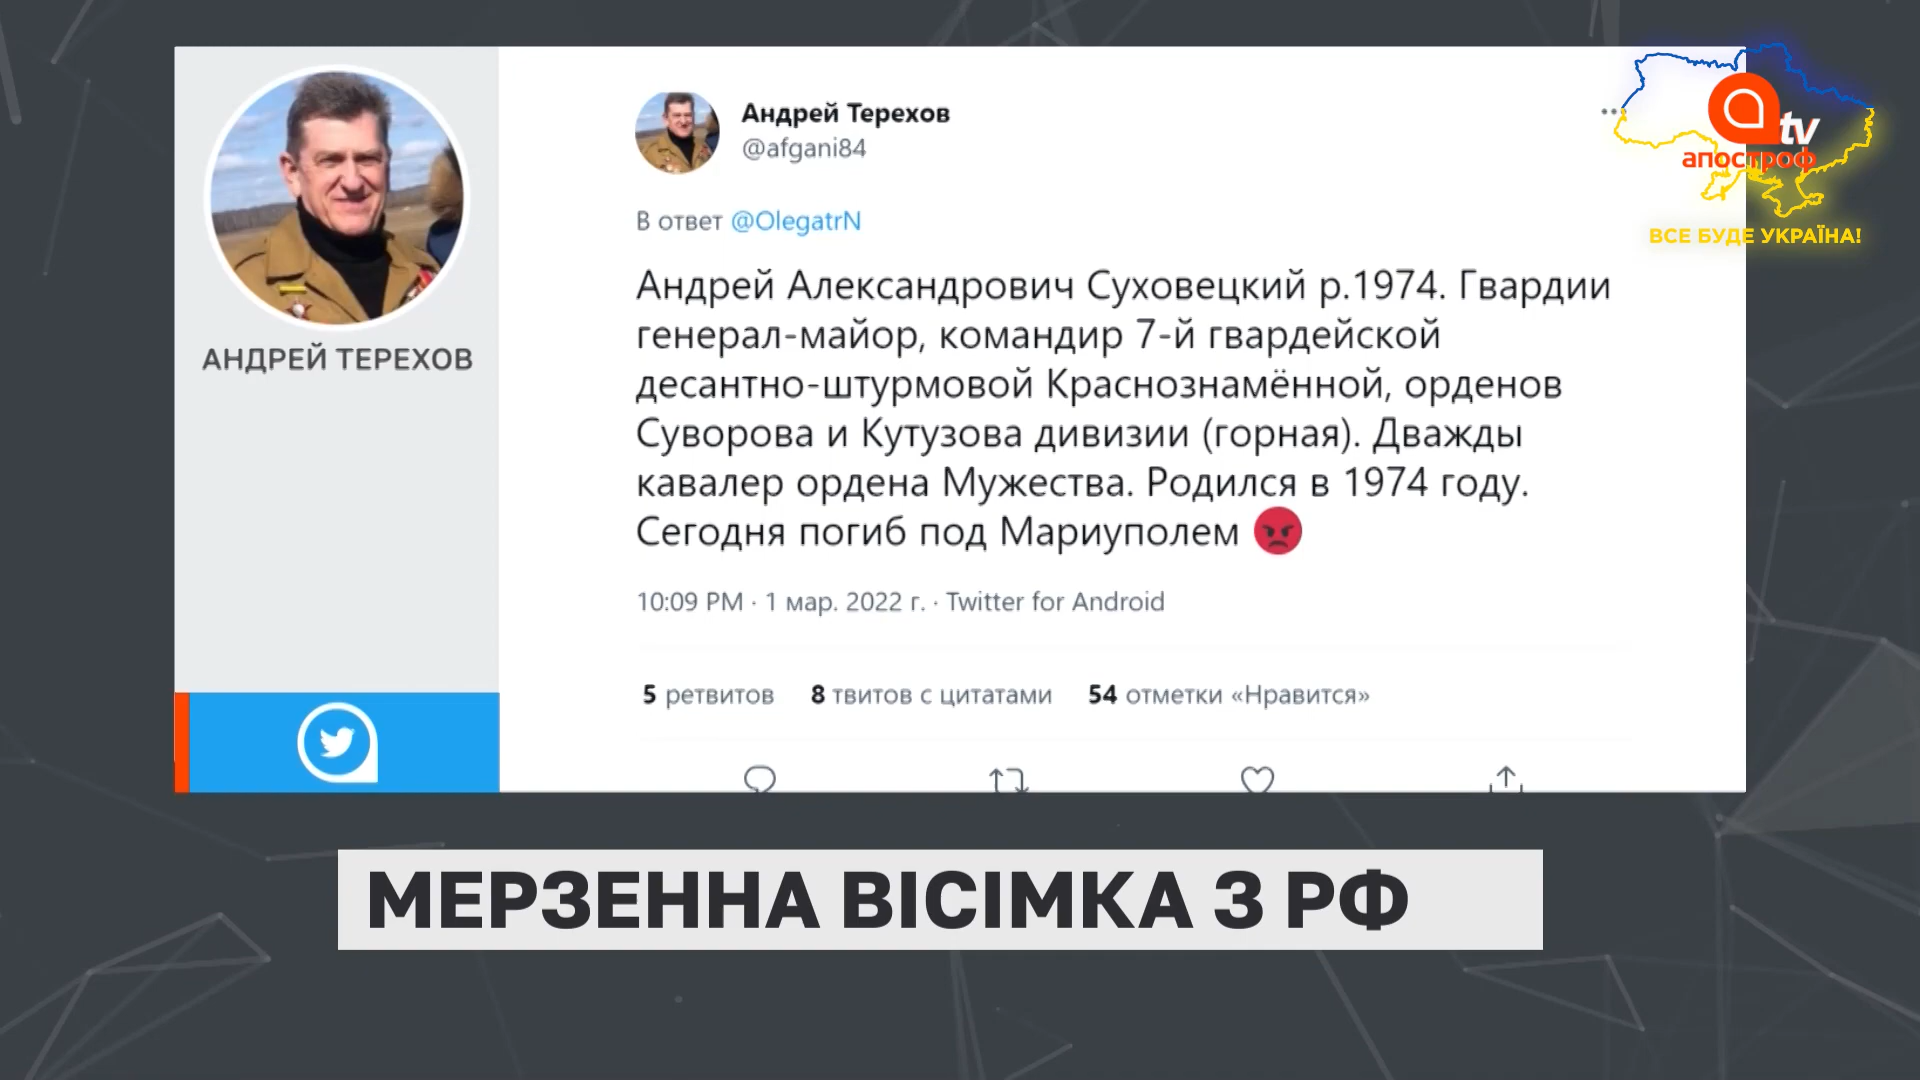 АНДРЕЙ ТЕРЕХОВ
Андрей Терехов
@afgani84
В ответ @OlegatrN
Андрей Александрович Суховецкий р.1974. Гвардии
генерал-майор, командир 7-й гвардейской
десантно-штурмовой Краснознамённой, орденов
Суворова и Кутузова дивизии (горная). Дважды
кавалер ордена Мужества. Родился в 1974 году.
Сегодня погиб под Мариуполем 😡
10:09 PM · 1 мар. 2022 г. · Twitter for Android
5 ретвитов 8 твитов с цитатами 54 отметки «Нравится»
tv
апостроф
ВСЕ БУДЕ УКРАЇНА!
МЕРЗЕННА ВІСІМКА З РФ